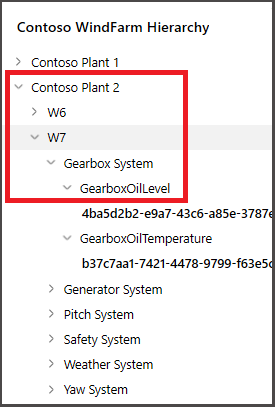 Contoso WindFarm Hierarchy
Contoso Plant 1
Contoso Plant 2
W6
W7
Gearbox System
GearboxOilLevel
4ba5d2b2-e9a7-43c6-a85e-3787e
GearboxOilTemperature
b37c7aa1-7421-4478-9799-f63e5c
Generator System
Pitch System
Safety System
Weather System
Yaw System